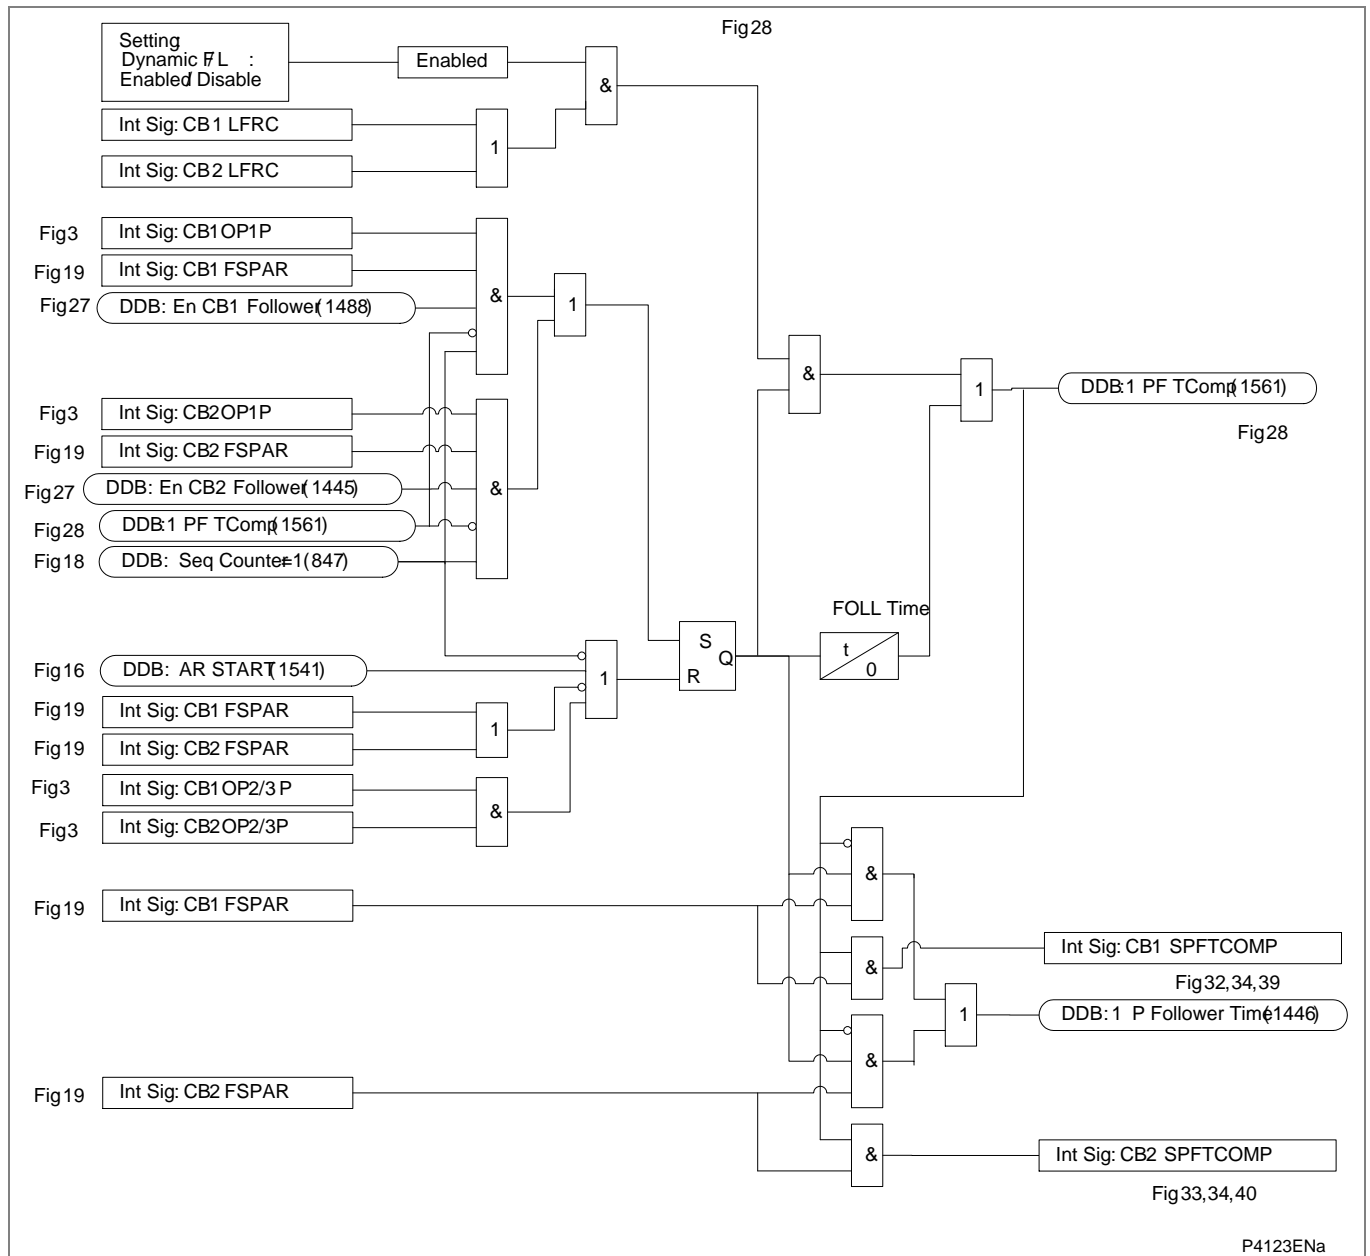 Fig28
Setting:
Dynamic F/L :
Enabled/Disable
Enabled
&
Int Sig: CB1 LFRC
1
Int Sig: CB2 LFRC
Fig3
Int Sig: CB1OP1P
Fig19
Int Sig: CB1 FSPAR
Fig27
DDB: En CB1 Follower(1488)
&
1
&
1
DDB:1 PF TComp(1561)
Fig28
Fig3
Int Sig: CB2OP1P
Fig19
Int Sig: CB2 FSPAR
Fig27
DDB: En CB2 Follower(1445)
&
Fig28
DDB:1 PF TComp(1561)
Fig18
DDB: Seq Counter=1(847)
FOLL Time
S
Q
R
t
0
Fig16
DDB: AR START(1541)
1
Fig19
Int Sig: CB1 FSPAR
1
Fig19
Int Sig: CB2 FSPAR
Fig3
Int Sig: CB1OP2/3P
&
Fig3
Int Sig: CB2OP2/3P
&
Fig19
Int Sig: CB1 FSPAR
&
Int Sig: CB1 SPFTCOMP
Fig32,34,39
1
DDB:1 P Follower Time(1446)
&
Fig19
Int Sig: CB2 FSPAR
&
Int Sig: CB2 SPFTCOMP
Fig33,34,40
P4123ENa